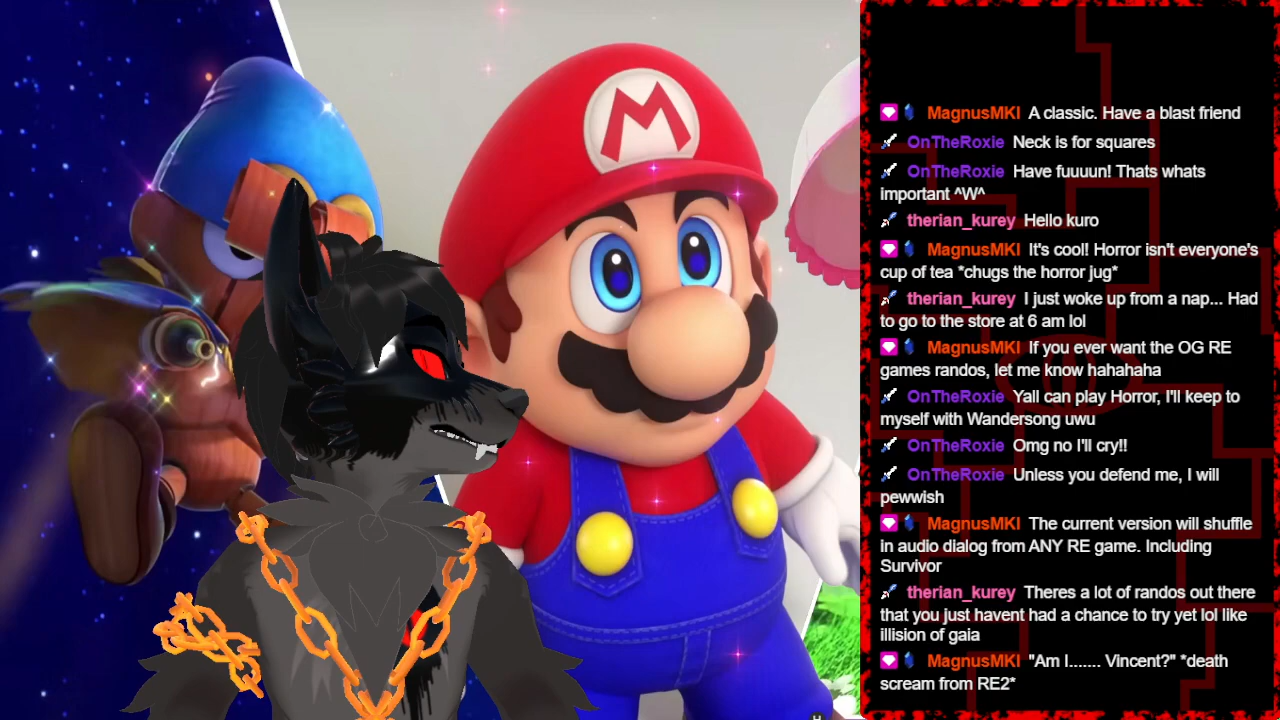 M
MagnusMKI A classic. Have a blast friend
OnTheRoxie Neck is for squares
OnTheRoxie Have fuuuun! Thats whats
important ^W^
therian_kurey Hello kuro
MagnusMKI It's cool! Horror isn't everyone's
cup of tea *chugs the horror jug*
therian_kurey I just woke up from a nap... Had
to go to the store at 6 am lol
MagnusMKI If you ever want the OG RE
games randos, let me know hahahaha
OnTheRoxie Yall can play Horror, I'll keep to
myself with Wandersong uwu
OnTheRoxie Omg no I'll cry!!
OnTheRoxie Unless you defend me, I will
pewwish
MagnusMKI The current version will shuffle
in audio dialog from ANY RE game. Including
Survivor
therian_kurey Theres a lot of randos out there
that you just havent had a chance to try yet lol like
illision of gaia
MagnusMKI "Am I....... Vincent?" *death
scream from RE2*